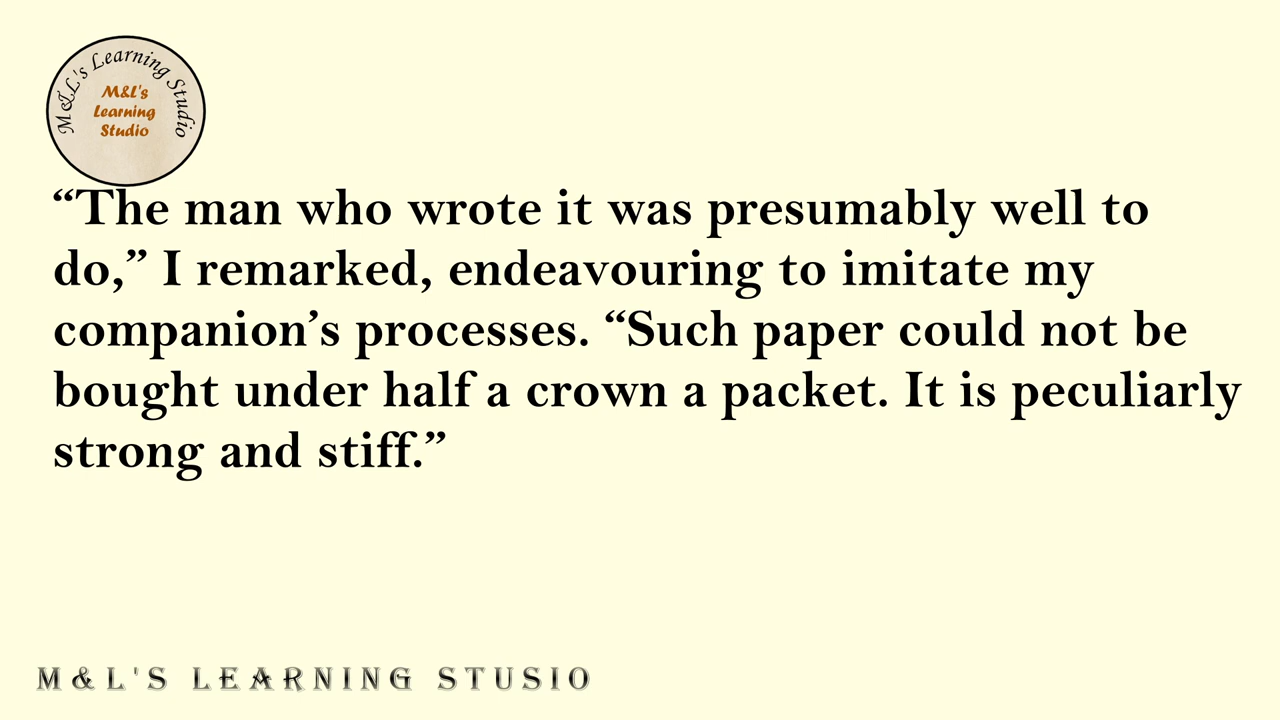 M&L's Learning Studio
M&L's
Learning
Studio
“The man who wrote it was presumably well to
do,” I remarked, endeavouring to imitate my
companion’s processes. “Such paper could not be
bought under half a crown a packet. It is peculiarly
strong and stiff.”
M&L'S LEARNING STUSIO